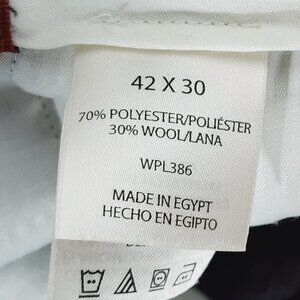 42 X 30
70% POLYESTER/POLIÉSTER
30% WOOL/LANA
WPL386
MADE IN EGYPT
HECHO EN EGIPTO